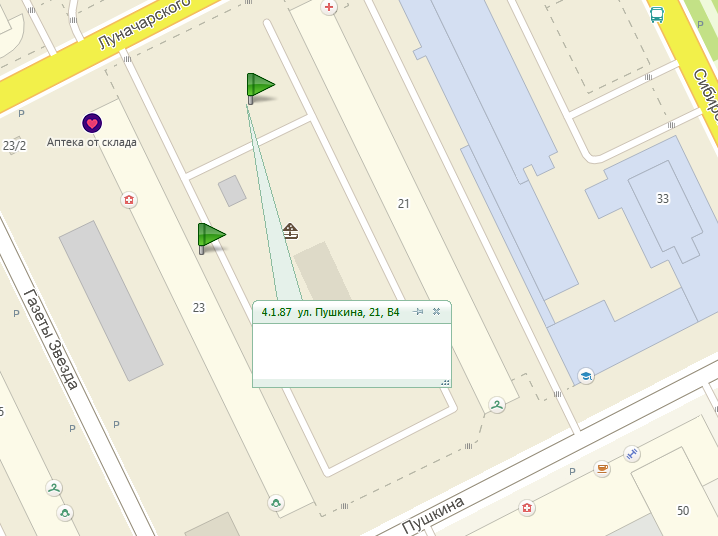 Луначарского
P
Сибирс
P
Аптека от склада
23/2
21
33
23
P
Газеты Звезда
4.1.87 ул. Пушкина, 21, В4
P
P
5
P
Пушкина
50